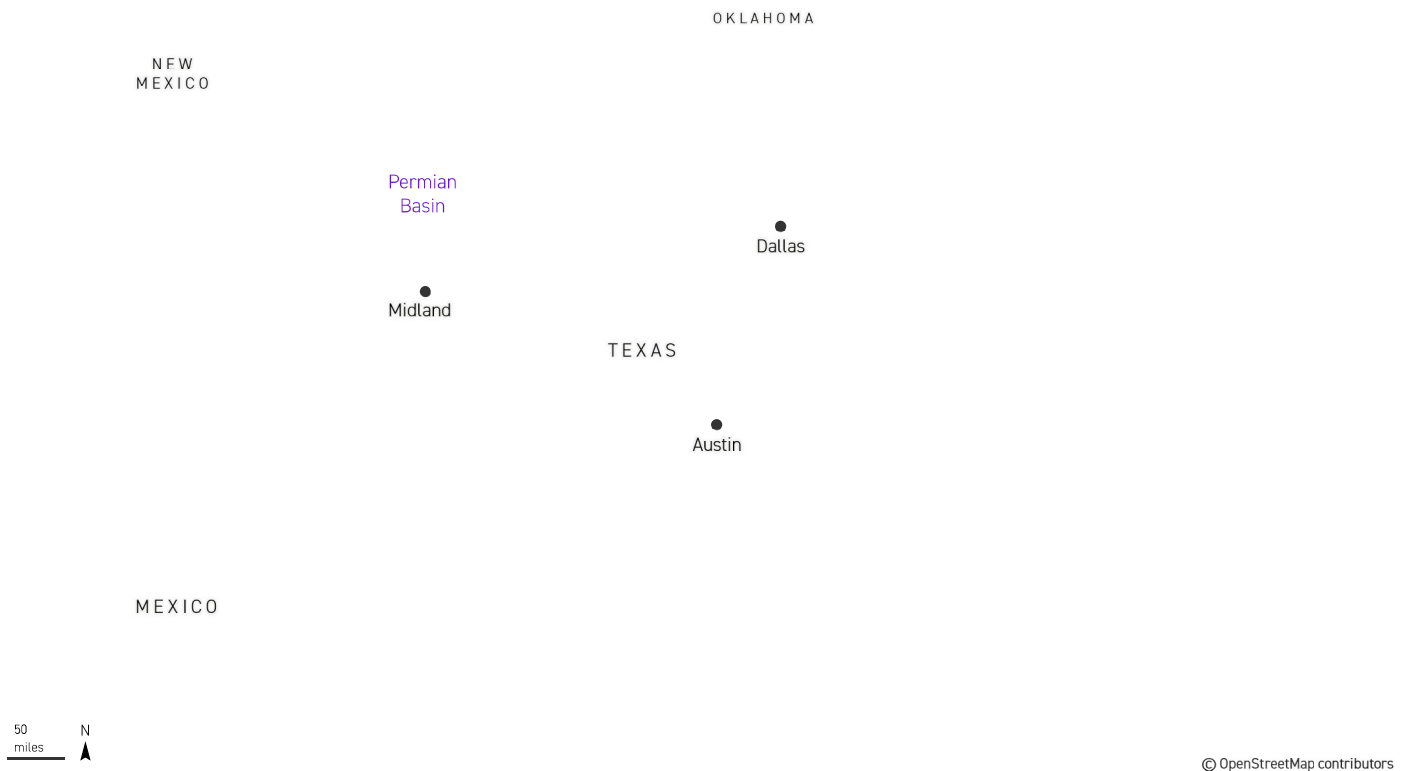 OKLAHOMA
NEW
MEXICO
Permian
Basin
Dallas
Midland
TEXAS
Austin
MEXICO
50
miles
N
© OpenStreetMap contributors